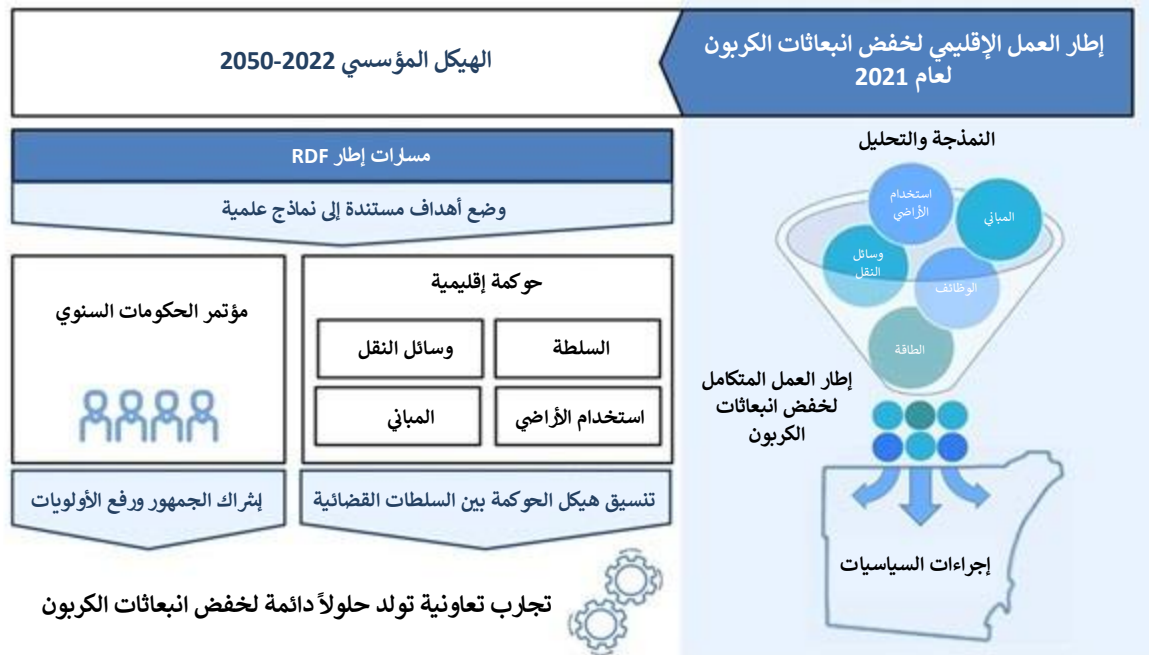 إطار العمل الإقليمي لخفض انبعاثات الكربون
لعام 2021
النمذجة والتحليل
استخدام
الأراضي
المباني
وسائل
النقل
الوظائف
الطاقة
إطار العمل المتكامل
لخفض انبعاثات
الكربون
إجراءات السياسيات
الهيكل المؤسسي 2022-2050
مسارات إطار RDF
وضع أهداف مستندة إلى نماذج علمية
حوكمة إقليمية
السلطة
وسائل النقل
استخدام الأراضي
المباني
تنسيق هيكل الحوكمة بين السلطات القضائية
مؤتمر الحكومات السنوي
إشراك الجمهور ورفع الأولويات
تجارب تعاونية تولد حلولاً دائمة لخفض انبعاثات الكربون